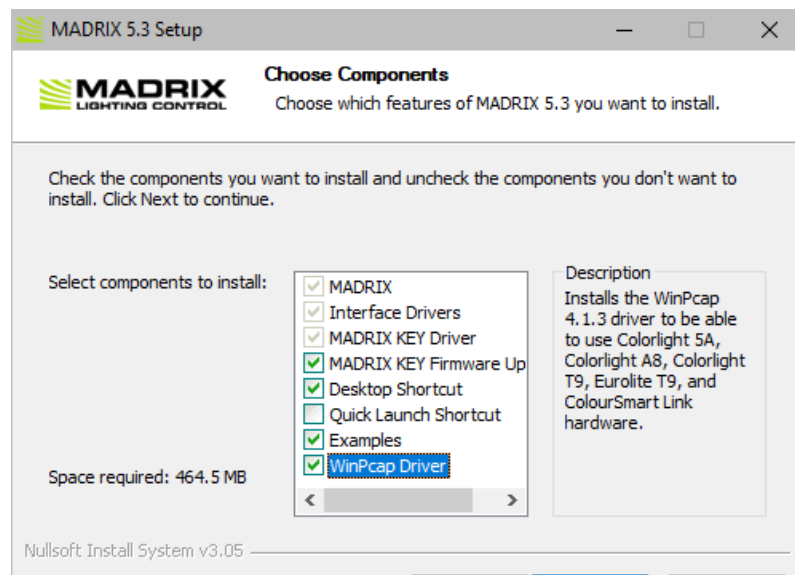 MADRIX 5.3 Setup
MADRIX
LIGHTING CONTROL
Choose Components
Choose which features of MADRIX 5.3 you want to install.
Check the components you want to install and uncheck the components you don't want to
install. Click Next to continue.
Select components to install:
MADRIX
Interface Drivers
MADRIX KEY Driver
MADRIX KEY Firmware Up
Desktop Shortcut
Quick Launch Shortcut
Examples
WinPcap Driver
Description
Installs the WinPcap
4.1.3 driver to be able
to use Colorlight 5A,
Colorlight A8, Colorlight
T9, Eurolite T9, and
ColourSmart Link
hardware.
Space required: 464.5 MB
Nullsoft Install System v3.05